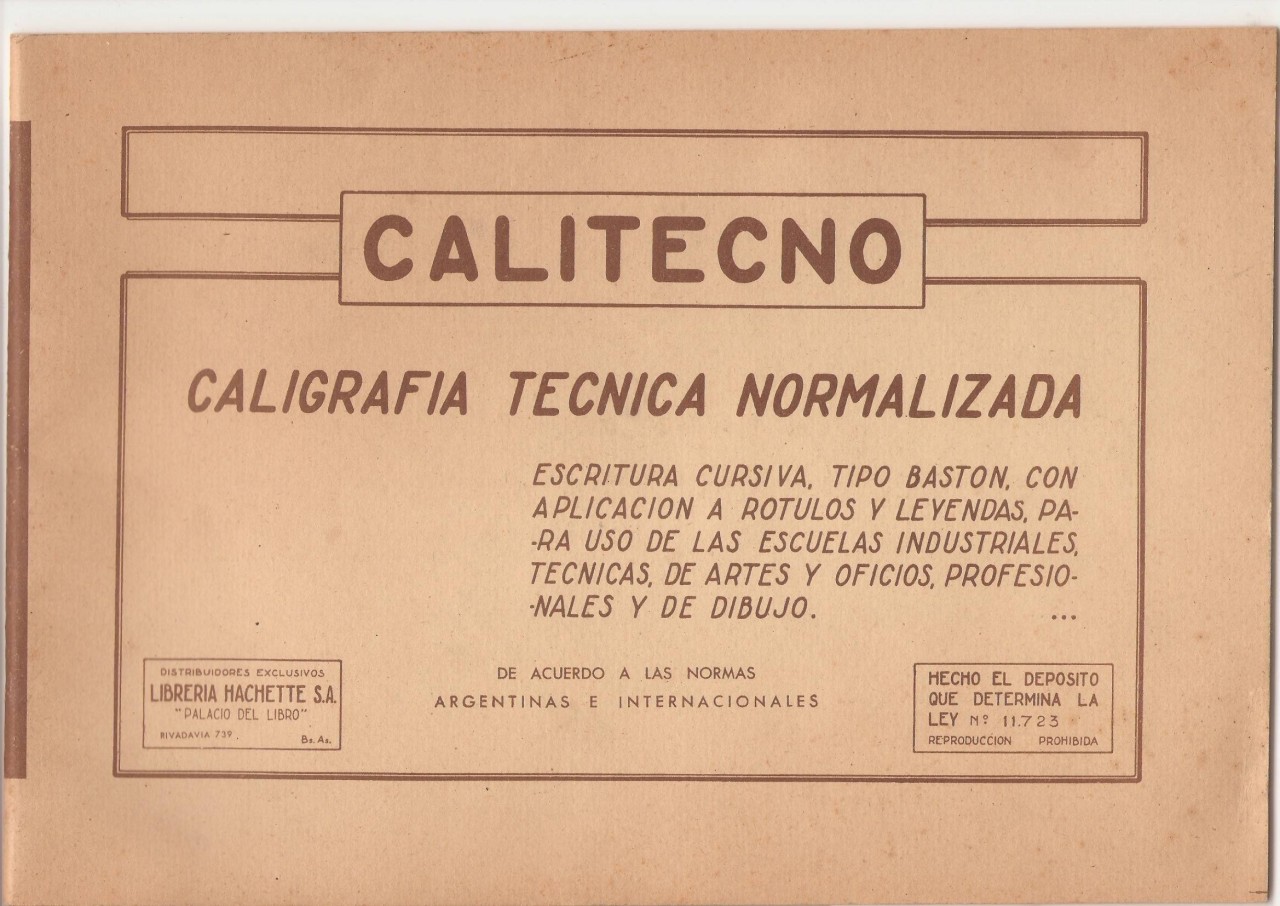 CALITECNO
CALIGRAFIA TECNICA NORMALIZADA
ESCRITURA CURSIVA, TIPO BASTON, CON
APLICACION A ROTULOS Y LEYENDAS, PA-
-RA USO DE LAS ESCUELAS INDUSTRIALES,
TECNICAS, DE ARTES Y OFICIOS, PROFESIO-
-NALES Y DE DIBUJO. ...
DE ACUERDO A LAS NORMAS
ARGENTINAS E INTERNACIONALES
DISTRIBUIDORES EXCLUSIVOS
LIBRERIA HACHETTE S.A.
"PALACIO DEL LIBRO"
RIVADAVIA 739. Bs. As.
HECHO EL DEPOSITO
QUE DETERMINA LA
LEY Nº 11.723
REPRODUCCION PROHIBIDA